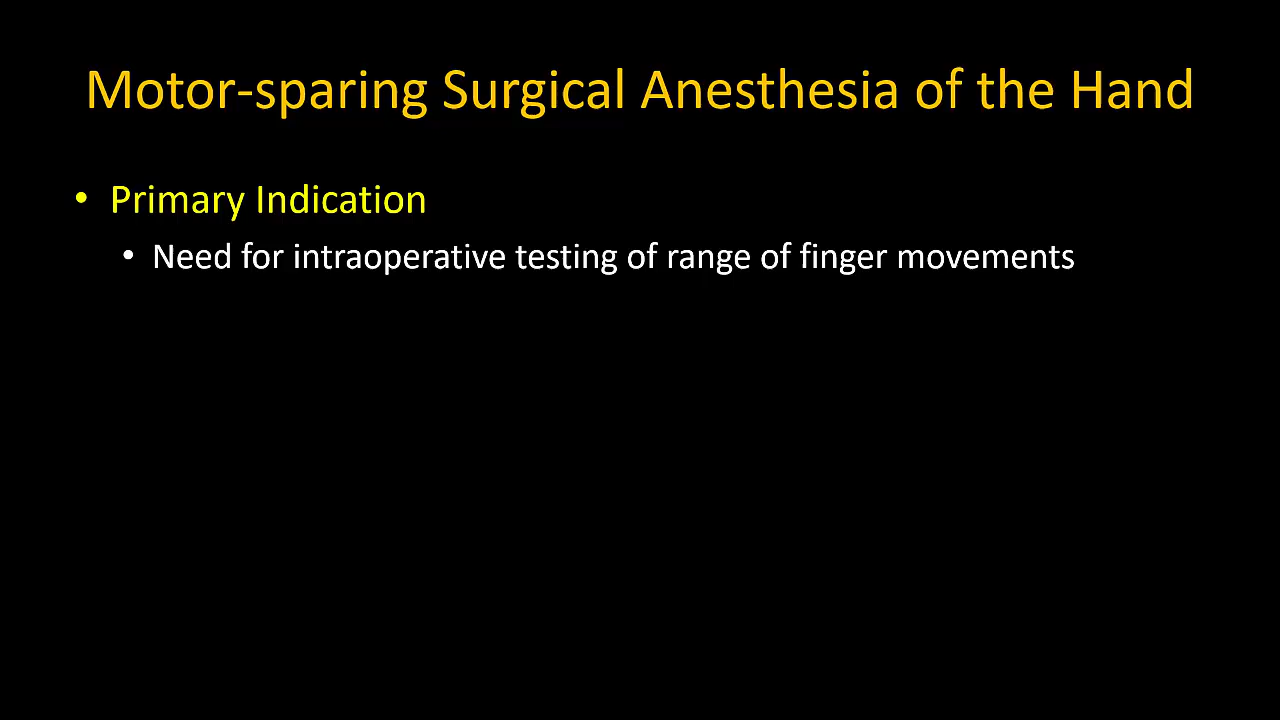 Motor-sparing Surgical Anesthesia of the Hand
• Primary Indication
• Need for intraoperative testing of range of finger movements